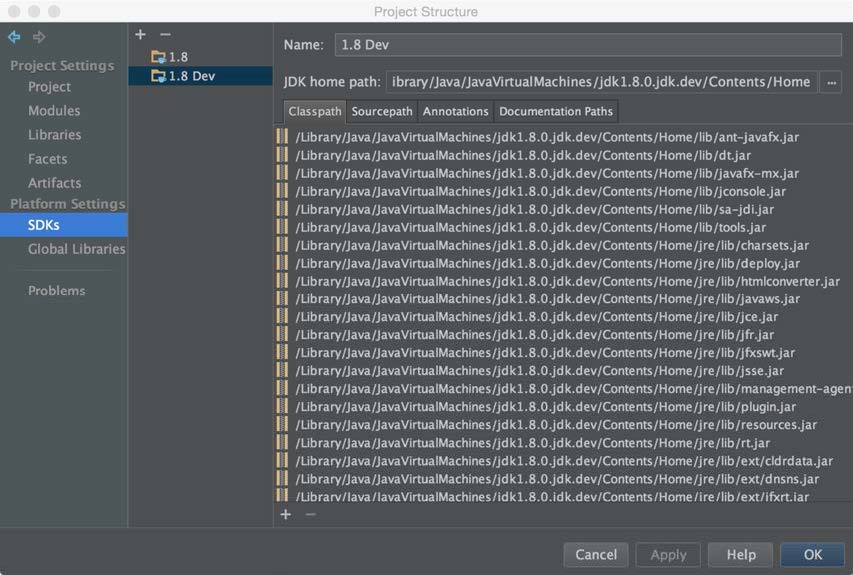 Project Structure
Project Settings
Project
Modules
Libraries
Facets
Artifacts
Platform Settings
SDKs
Global Libraries
Problems
1.8
1.8 Dev
Name: 1.8 Dev
JDK home path: ibrary/Java/JavaVirtualMachines/jdk1.8.0.jdk.dev/Contents/Home ...
Classpath Sourcepath Annotations Documentation Paths
/Library/Java/JavaVirtualMachines/jdk1.8.0.jdk.dev/Contents/Home/lib/ant-javafx.jar
/Library/Java/JavaVirtualMachines/jdk1.8.0.jdk.dev/Contents/Home/lib/dt.jar
/Library/Java/JavaVirtualMachines/jdk1.8.0.jdk.dev/Contents/Home/lib/javafx-mx.jar
/Library/Java/JavaVirtualMachines/jdk1.8.0.jdk.dev/Contents/Home/lib/jconsole.jar
/Library/Java/JavaVirtualMachines/jdk1.8.0.jdk.dev/Contents/Home/lib/sa-jdi.jar
/Library/Java/JavaVirtualMachines/jdk1.8.0.jdk.dev/Contents/Home/lib/tools.jar
/Library/Java/JavaVirtualMachines/jdk1.8.0.jdk.dev/Contents/Home/jre/lib/charsets.jar
/Library/Java/JavaVirtualMachines/jdk1.8.0.jdk.dev/Contents/Home/jre/lib/deploy.jar
/Library/Java/JavaVirtualMachines/jdk1.8.0.jdk.dev/Contents/Home/jre/lib/htmlconverter.jar
/Library/Java/JavaVirtualMachines/jdk1.8.0.jdk.dev/Contents/Home/jre/lib/javaws.jar
/Library/Java/JavaVirtualMachines/jdk1.8.0.jdk.dev/Contents/Home/jre/lib/jce.jar
/Library/Java/JavaVirtualMachines/jdk1.8.0.jdk.dev/Contents/Home/jre/lib/jfr.jar
/Library/Java/JavaVirtualMachines/jdk1.8.0.jdk.dev/Contents/Home/jre/lib/jfxswt.jar
/Library/Java/JavaVirtualMachines/jdk1.8.0.jdk.dev/Contents/Home/jre/lib/jsse.jar
/Library/Java/JavaVirtualMachines/jdk1.8.0.jdk.dev/Contents/Home/jre/lib/management-agent
/Library/Java/JavaVirtualMachines/jdk1.8.0.jdk.dev/Contents/Home/jre/lib/plugin.jar
/Library/Java/JavaVirtualMachines/jdk1.8.0.jdk.dev/Contents/Home/jre/lib/resources.jar
/Library/Java/JavaVirtualMachines/jdk1.8.0.jdk.dev/Contents/Home/jre/lib/rt.jar
/Library/Java/JavaVirtualMachines/jdk1.8.0.jdk.dev/Contents/Home/jre/lib/ext/cldrdata.jar
/Library/Java/JavaVirtualMachines/jdk1.8.0.jdk.dev/Contents/Home/jre/lib/ext/dnsns.jar
/Library/Java/JavaVirtualMachines/jdk1.8.0.jdk.dev/Contents/Home/jre/lib/ext/jfxrt.jar
Cancel Apply Help OK